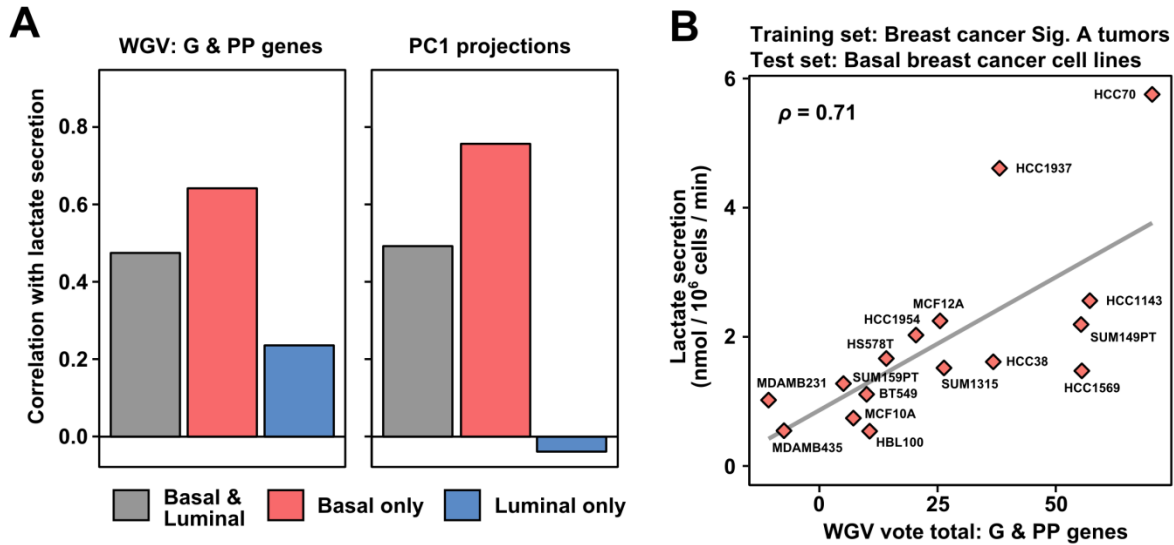 A
WGV: G & PP genes
PC1 projections
Correlation with lactate secretion
0.8
0.6
0.4
0.2
0.0
Basal &
Luminal
Basal only
Luminal only
B
Training set: Breast cancer Sig. A tumors
Test set: Basal breast cancer cell lines
ρ = 0.71
Lactate secretion
(nmol / 10⁶ cells / min)
6
4
2
0
HCC70
HCC1937
MCF12A
HCC1143
HCC1954
SUM149PT
HS578T
HCC38
SUM1315
HCC1569
MDAMB231
SUM159PT
BT549
MCF10A
MDAMB435
HBL100
0
25
50
WGV vote total: G & PP genes